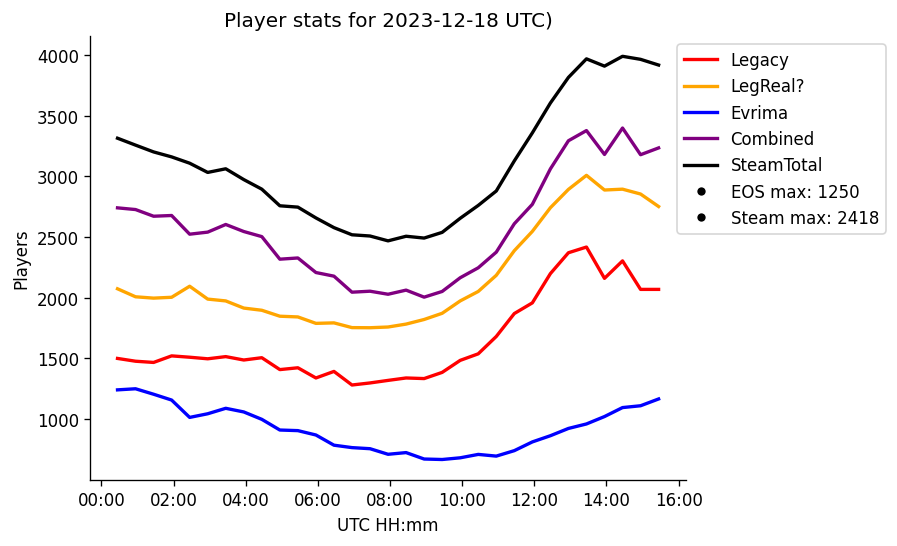 Player stats for 2023-12-18 UTC)
Players
4000
3500
3000
2500
2000
1500
1000
00:00 02:00 04:00 06:00 08:00 10:00 12:00 14:00 16:00
UTC HH:mm
Legacy
LegReal?
Evrima
Combined
SteamTotal
EOS max: 1250
Steam max: 2418